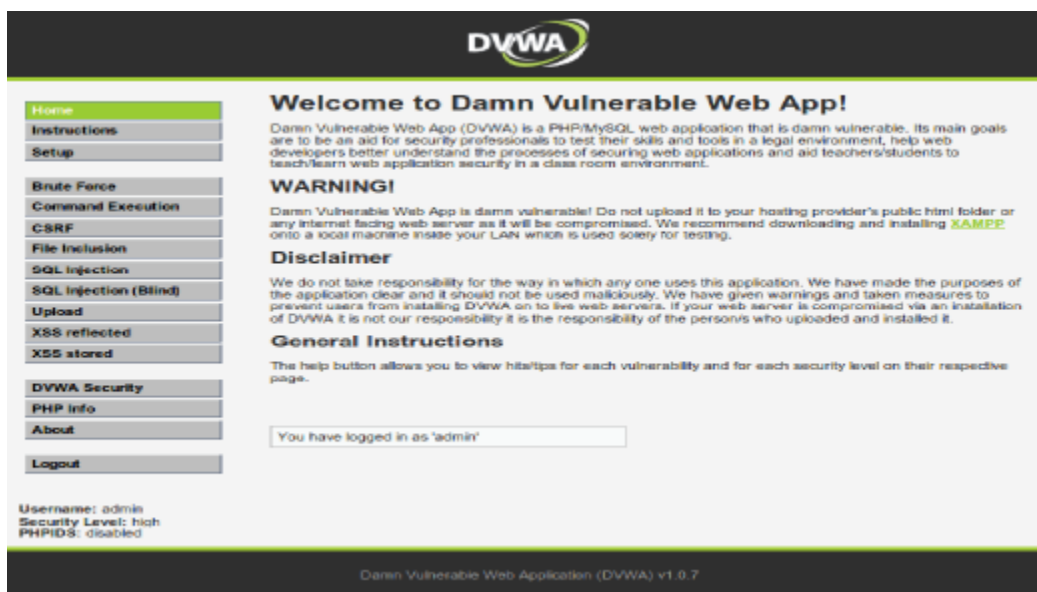 DVWA
Home
Instructions
Setup
Brute Force
Command Execution
CSRF
File Inclusion
SQL Injection
SQL Injection (Blind)
Upload
XSS reflected
XSS stored
DVWA Security
PHP Info
About
Logout
Username: admin
Security Level: high
PHPIDS: disabled
Welcome to Damn Vulnerable Web App!
Damn Vulnerable Web App (DVWA) is a PHP/MySQL web application that is damn vulnerable. Its main goals
are to be an aid for security professionals to test their skills and tools in a legal environment, help web
developers better understand the processes of securing web applications and aid teachers/students to
teach/learn web application security in a class room environment.
WARNING!
Damn Vulnerable Web App is damn vulnerable! Do not upload it to your hosting provider's public html folder or
any internet facing web server as it will be compromised. We recommend downloading and installing XAMPP
onto a local machine inside your LAN which is used solely for testing.
Disclaimer
We do not take responsibility for the way in which any one uses this application. We have made the purposes of
the application clear and it should not be used maliciously. We have given warnings and taken measures to
prevent users from installing DVWA on to live web servers. If your web server is compromised via an installation
of DVWA it is not our responsibility it is the responsibility of the person/s who uploaded and installed it.
General Instructions
The help button allows you to view hits/tips for each vulnerability and for each security level on their respective
page.
You have logged in as 'admin'
Damn Vulnerable Web Application (DVWA) v1.0.7